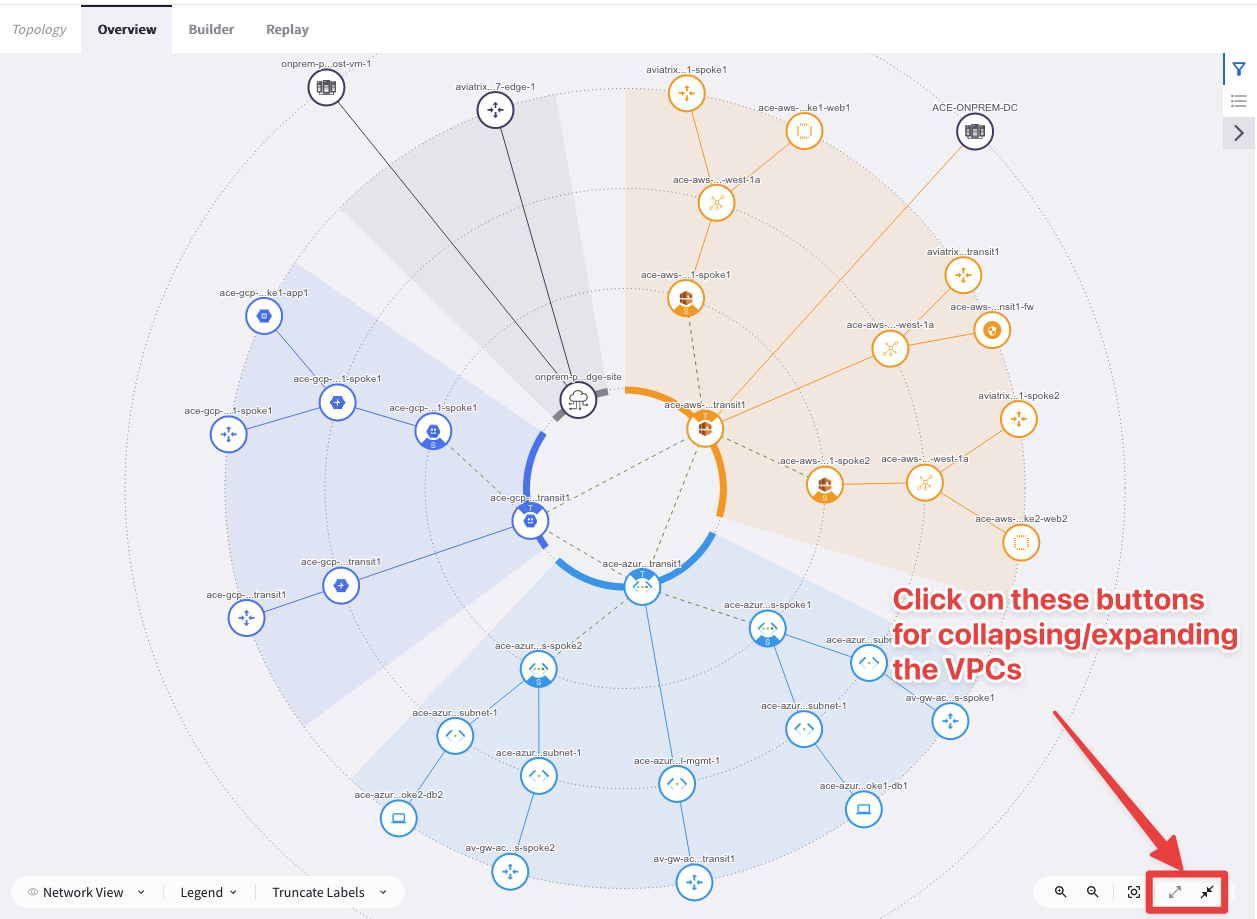 Topology
Overview
Builder
Replay
onprem-p...ost-vm-1
aviatrix...7-edge-1
aviatrix...1-spoke1
ace-aws-...ke1-web1
ACE-ONPREM-DC
ace-aws-...-west-1a
aviatrix...transit1
ace-aws-...1-spoke1
S
ace-gcp-...ke1-app1
ace-aws-...nsit1-fw
ace-aws-...-west-1a
onprem-p...dge-site
ace-gcp-...1-spoke1
aviatrix...1-spoke2
ace-gcp-...1-spoke1
ace-gcp-...1-spoke1
S
ace-aws-...transit1
T
ace-aws-...1-spoke2
S
ace-aws-...-west-1a
ace-gcp-...transit1
T
ace-aws-...ke2-web2
ace-gcp-...transit1
ace-azur...transit1
T
ace-gcp-...transit1
ace-azur...s-spoke1
S
Click on these buttons
for collapsing/expanding
the VPCs
ace-azur...s-spoke2
S
ace-azur...subn
av-gw-ac...s-spoke1
ace-azur...subnet-1
ace-azur...subnet-1
ace-azur...subnet-1
ace-azur...l-mgmt-1
ace-azur...oke2-db2
ace-azur...oke1-db1
av-gw-ac...s-spoke2
av-gw-ac...transit1
Network View
Legend
Truncate Labels